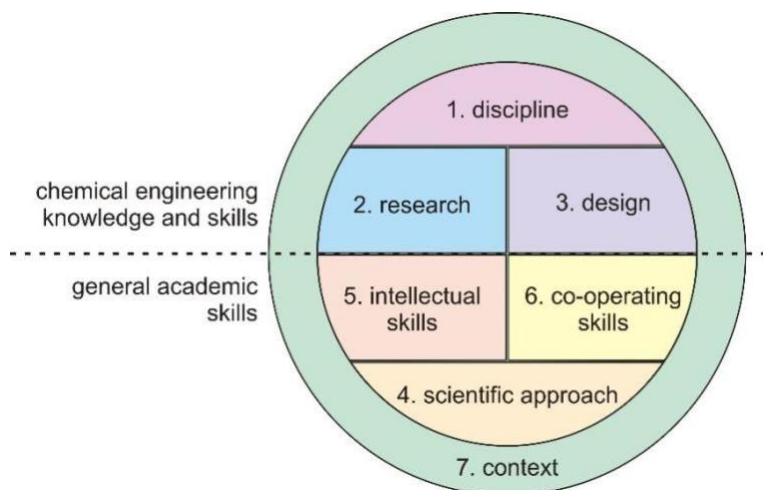 1. discipline
chemical engineering
knowledge and skills
2. research
3. design
general academic
skills
5. intellectual
skills
6. co-operating
skills
4. scientific approach
7. context